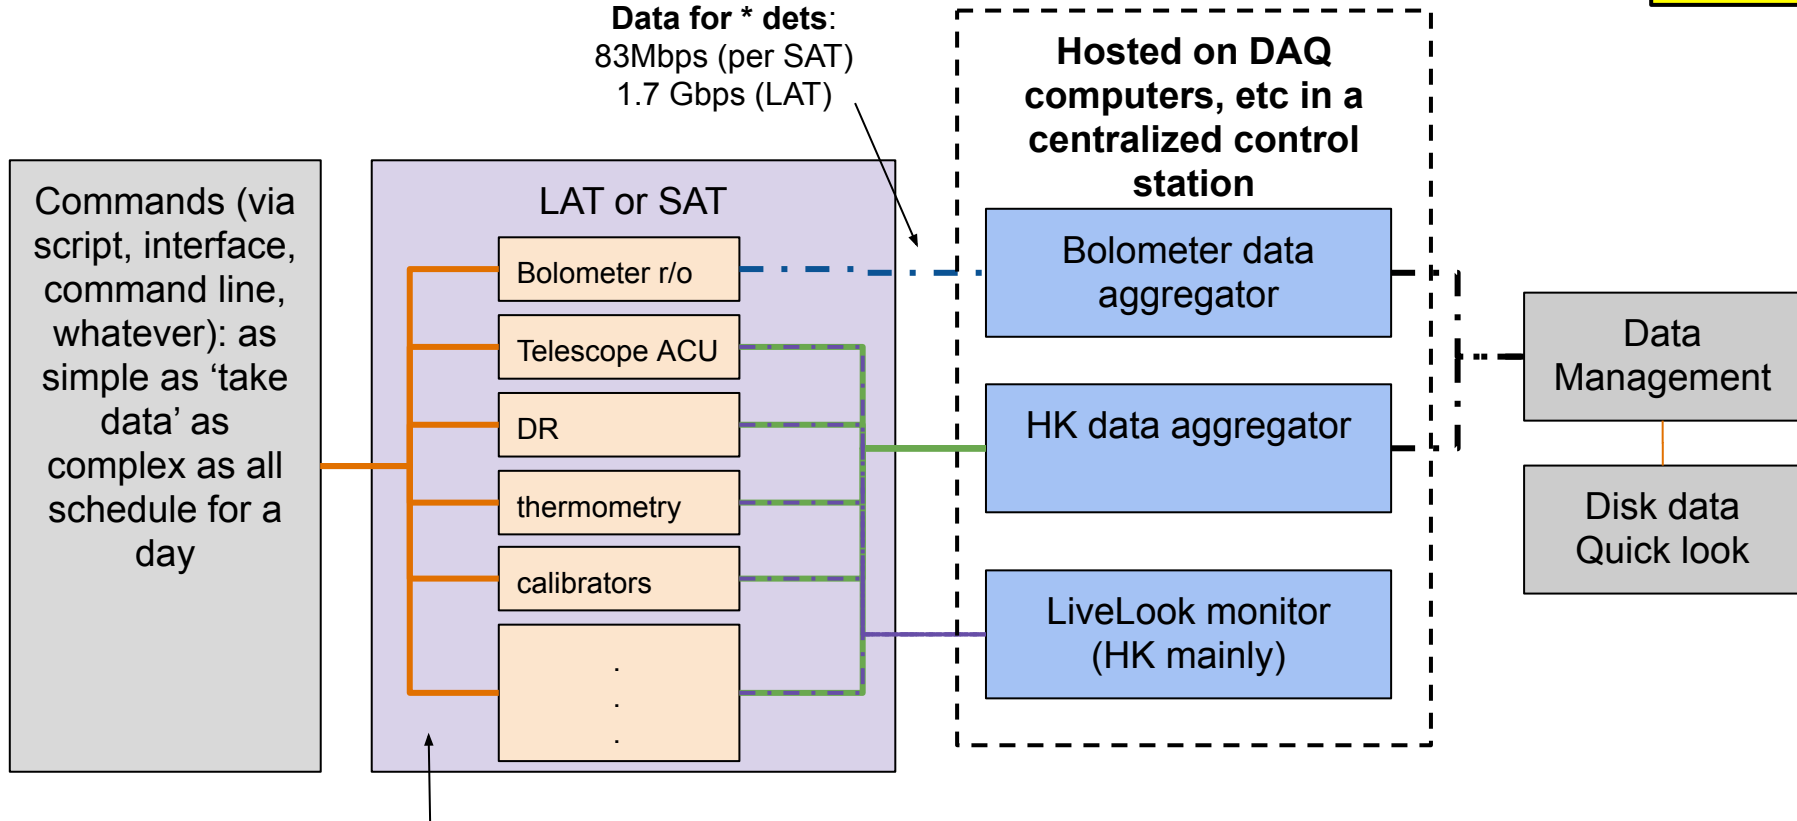 Data for * dets:
83Mbps (per SAT)
1.7 Gbps (LAT)
Commands (via
script, interface,
command line,
whatever): as
simple as ‘take
data’ as
complex as all
schedule for a
day
LAT or SAT
Bolometer r/o
Telescope ACU
DR
thermometry
calibrators
.
.
.
Hosted on DAQ
computers, etc in a
centralized control
station
Bolometer data
aggregator
HK data aggregator
LiveLook monitor
(HK mainly)
Data
Management
Disk data
Quick look